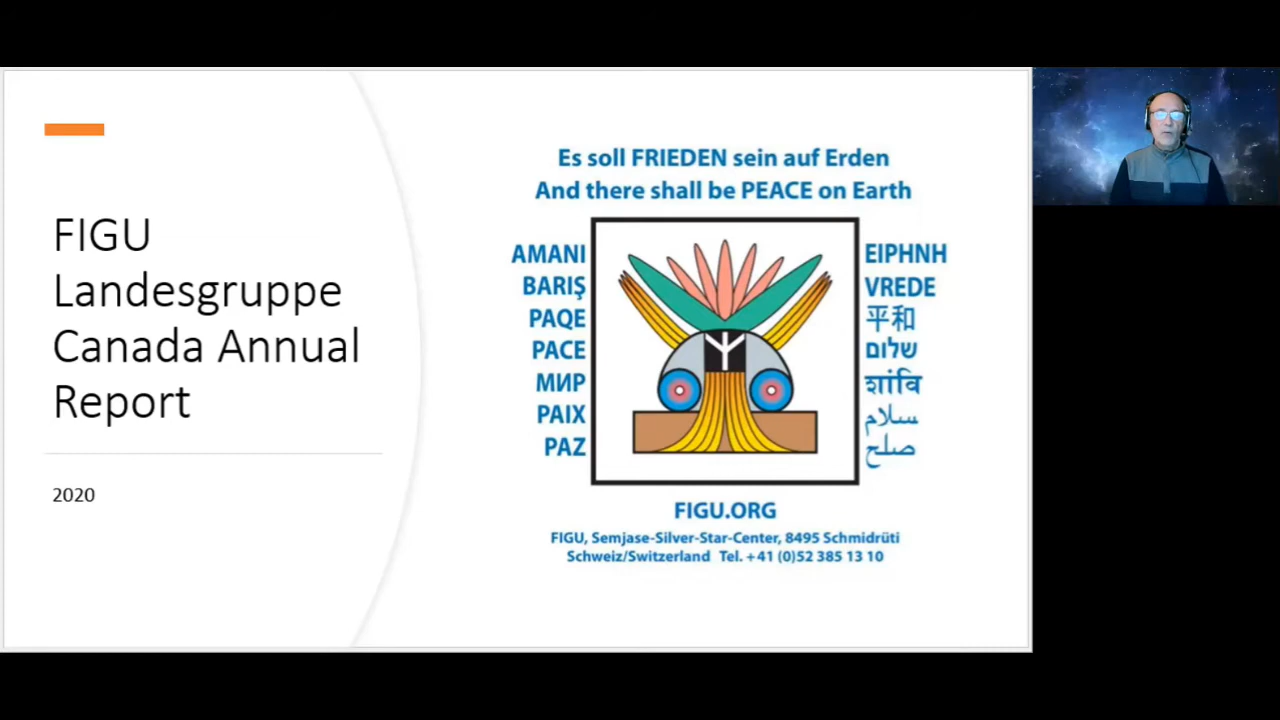 FIGU
Landesgruppe
Canada Annual
Report
2020
Es soll FRIEDEN sein auf Erden
And there shall be PEACE on Earth
AMANI
BARIŞ
PAQE
PACE
МИР
PAIX
PAZ
EIPHNH
VREDE
平和
שלום
शांति
سلام
صلح
FIGU.ORG
FIGU, Semjase-Silver-Star-Center, 8495 Schmidrüti
Schweiz/Switzerland Tel. +41 (0)52 385 13 10